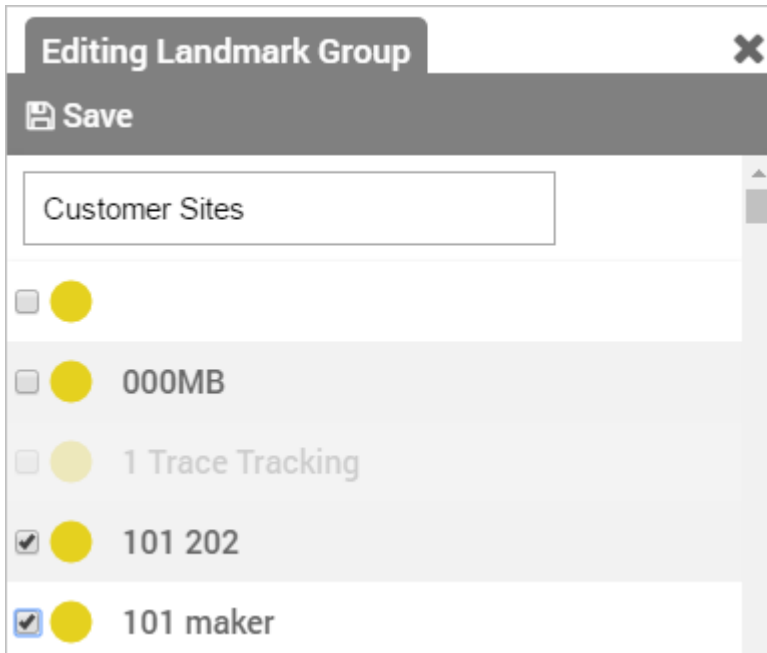 Editing Landmark Group
Save
Customer Sites
000MB
1 Trace Tracking
101 202
101 maker